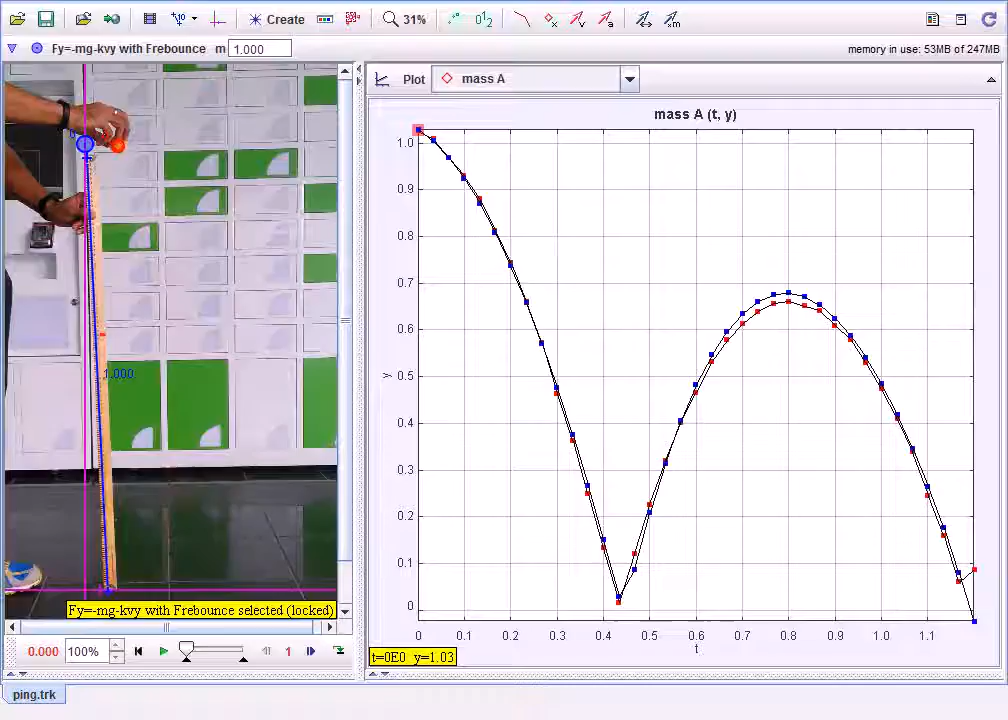 Create
31%
Fy=-mg-kvy with Frebounce m 1.000
memory in use: 53MB of 247MB
Plot mass A
mass A (t, y)
1.0
0.9
0.8
0.7
0.6
0.5
0.4
0.3
0.2
0.1
0
y
0 0.1 0.2 0.3 0.4 0.5 0.6 0.7 0.8 0.9 1.0 1.1
t
1.000
Fy=-mg-kvy with Frebounce selected (locked)
0.000 100% 1
t=0E0 y=1.03
ping.trk